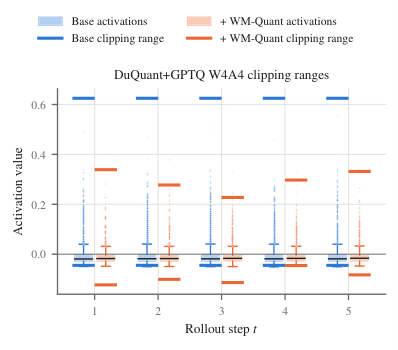 Base activations
+ WM-Quant activations
Base clipping range
+ WM-Quant clipping range
DuQuant+GPTQ W4A4 clipping ranges
Activation value
0.6
0.4
0.2
0.0
1 2 3 4 5
Rollout step t